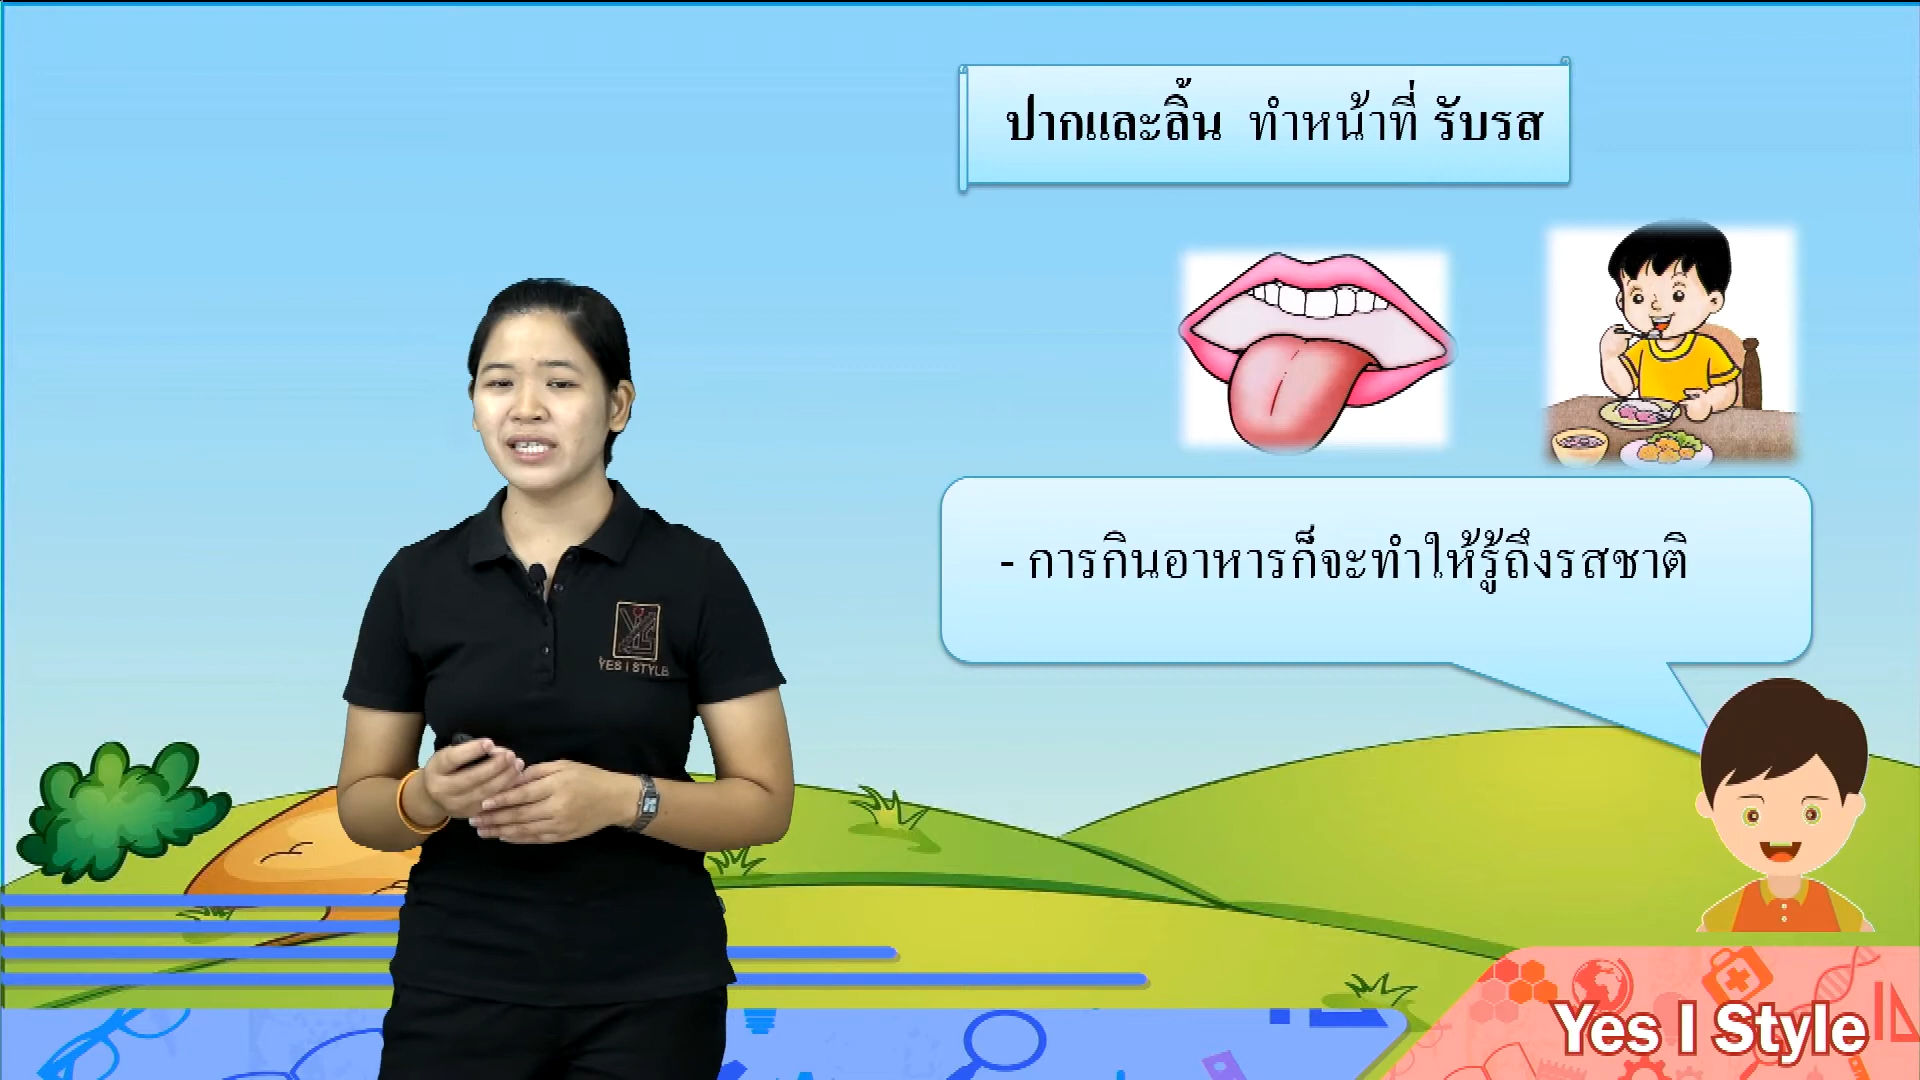 ปากและลิ้น ทำหน้าที่ รับรส
- การกินอาหารก็จะทำให้รู้ถึงรสชาติ
YES I STYLE
Yes I Style